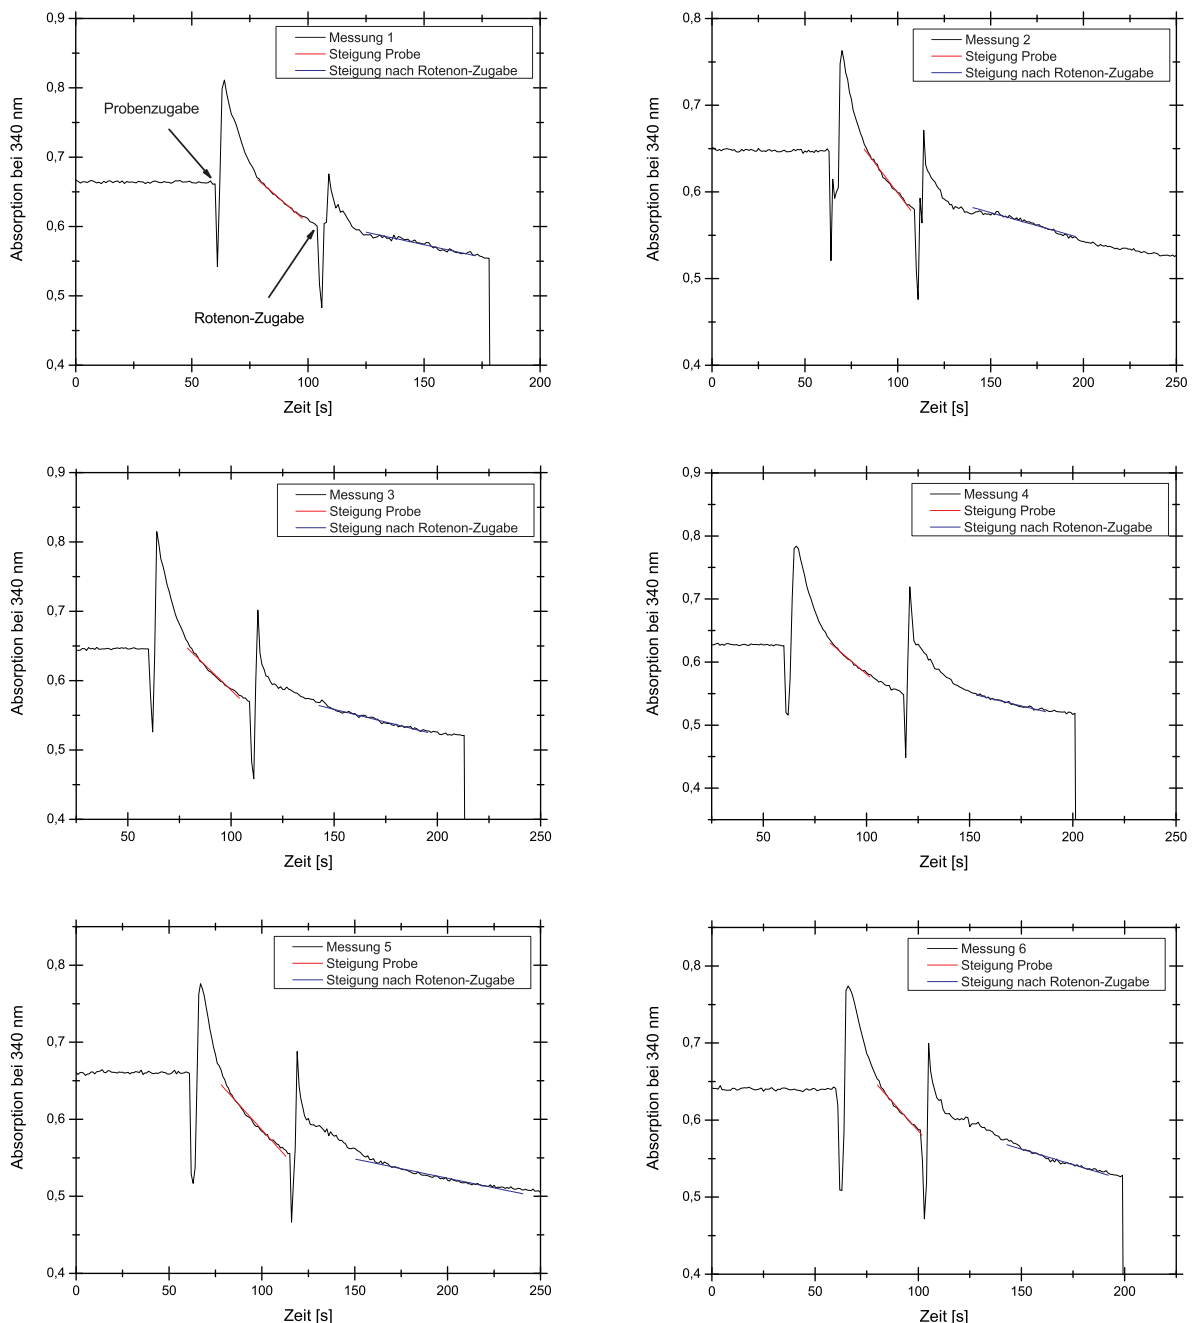 0,9
0,8
0,7
0,6
0,5
0,4
0
50
100
150
200
Absorption bei 340 nm
Zeit [s]
Messung 1
Steigung Probe
Steigung nach Rotenon-Zugabe
Probenzugabe
Rotenon-Zugabe
0,8
0,7
0,6
0,5
0,4
0
50
100
150
200
250
Absorption bei 340 nm
Zeit [s]
Messung 2
Steigung Probe
Steigung nach Rotenon-Zugabe
0,9
0,8
0,7
0,6
0,5
0,4
50
100
150
200
250
Absorption bei 340 nm
Zeit [s]
Messung 3
Steigung Probe
Steigung nach Rotenon-Zugabe
0,9
0,8
0,7
0,6
0,5
0,4
50
100
150
200
250
Absorption bei 340 nm
Zeit [s]
Messung 4
Steigung Probe
Steigung nach Rotenon-Zugabe
0,8
0,7
0,6
0,5
0,4
0
50
100
150
200
250
Absorption bei 340 nm
Zeit [s]
Messung 5
Steigung Probe
Steigung nach Rotenon-Zugabe
0,8
0,7
0,6
0,5
0,4
0
50
100
150
200
Absorption bei 340 nm
Zeit [s]
Messung 6
Steigung Probe
Steigung nach Rotenon-Zugabe